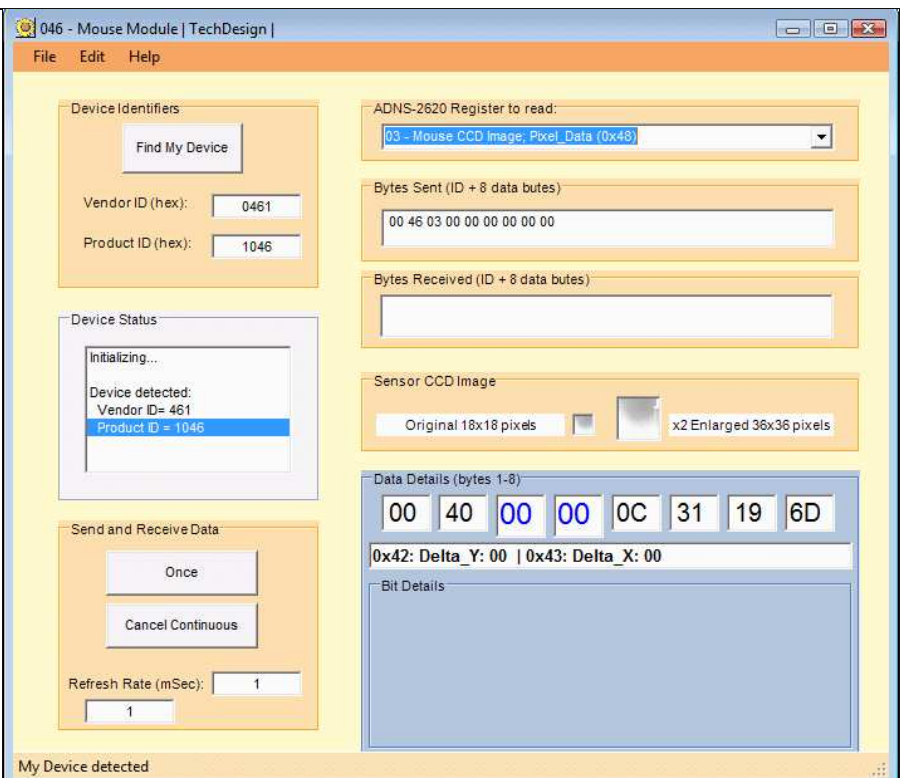 046 - Mouse Module | TechDesign |
File Edit Help
Device Identifiers
Find My Device
Vendor ID (hex): 0461
Product ID (hex): 1046
Device Status
Initializing...
Device detected:
Vendor ID= 461
Product ID = 1046
Send and Receive Data
Once
Cancel Continuous
Refresh Rate (mSec): 1
1
ADNS-2620 Register to read:
03 - Mouse CCD Image; Pixel_Data (0x48)
Bytes Sent (ID + 8 data butes)
00 46 03 00 00 00 00 00 00
Bytes Received (ID + 8 data butes)
Sensor CCD Image
Original 18x18 pixels x2 Enlarged 36x36 pixels
Data Details (bytes 1-8)
00 40 00 00 0C 31 19 6D
0x42: Delta_Y: 00 | 0x43: Delta_X: 00
Bit Details
My Device detected